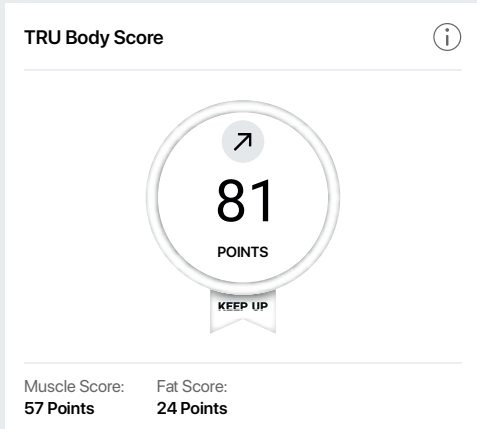 TRU Body Score
81
POINTS
KEEP UP
Muscle Score: Fat Score:
57 Points 24 Points